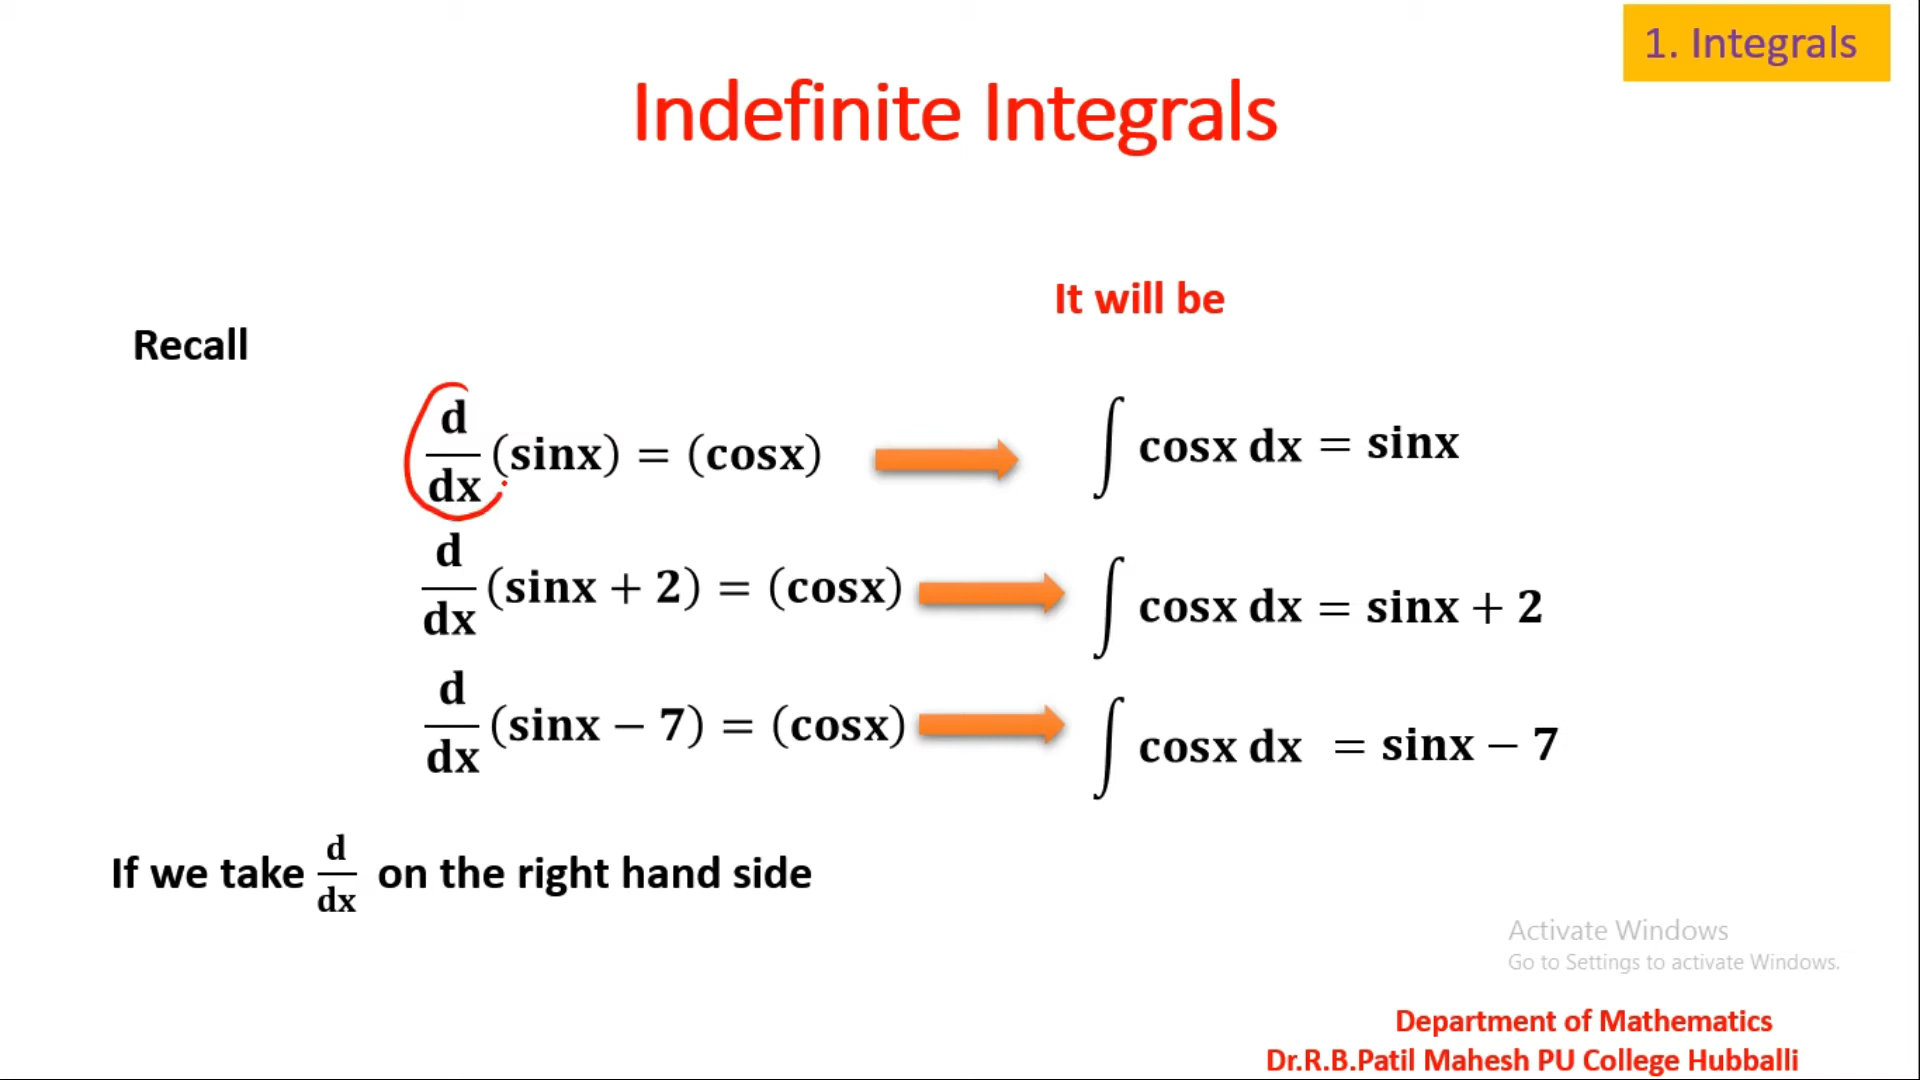 1. Integrals
Indefinite Integrals
It will be
Recall
d/dx (sinx) = (cosx) ∫ cosx dx = sinx
d/dx (sinx + 2) = (cosx) ∫ cosx dx = sinx + 2
d/dx (sinx − 7) = (cosx) ∫ cosx dx = sinx − 7
If we take d/dx on the right hand side
Activate Windows
Go to Settings to activate Windows.
Department of Mathematics
Dr.R.B.Patil Mahesh PU College Hubballi